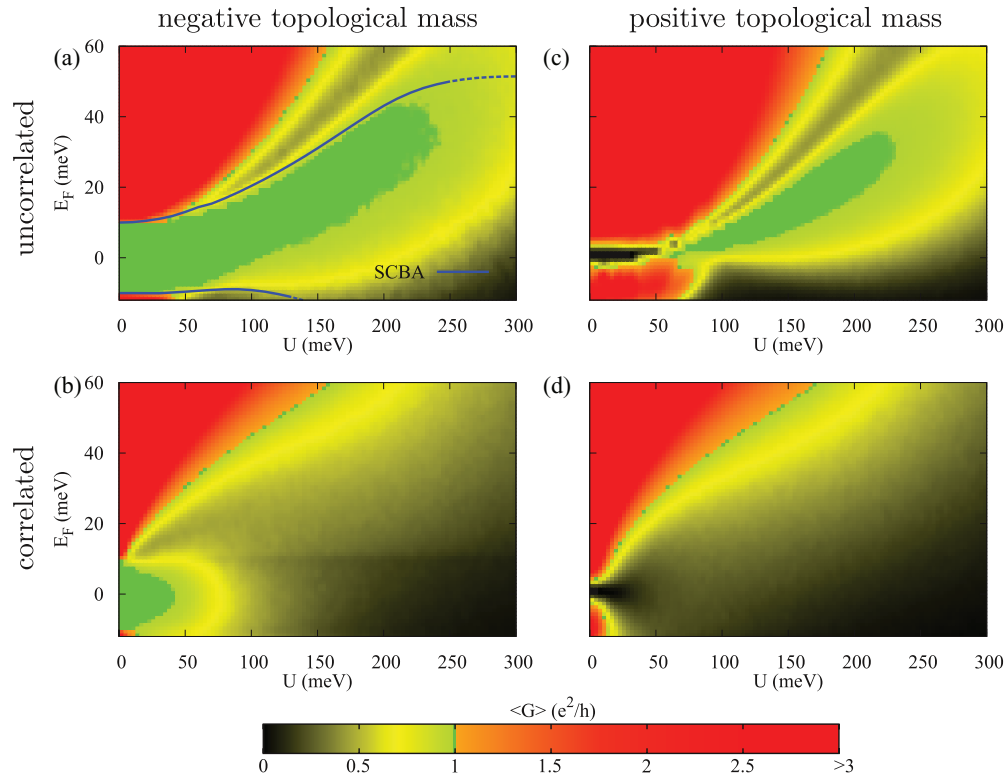 negative topological mass
positive topological mass
uncorrelated
(a)
60
40
20
0
E_F (meV)
SCBA
0 50 100 150 200 250 300
U (meV)
(c)
0 50 100 150 200 250 300
U (meV)
correlated
(b)
60
40
20
0
E_F (meV)
0 50 100 150 200 250 300
U (meV)
(d)
0 50 100 150 200 250 300
U (meV)
<G> (e²/h)
0 0.5 1 1.5 2 2.5 >3